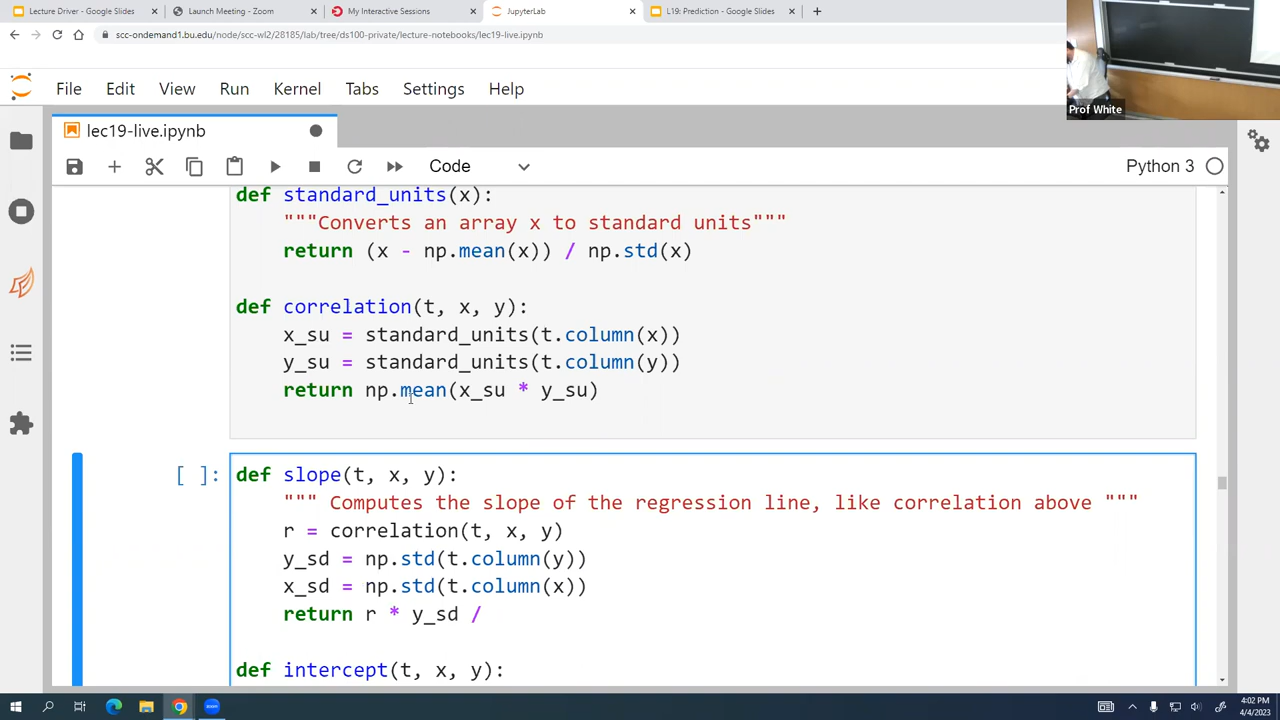 Lecture Driver - Google Slides
Launch Meeting - Zoom
My Interactive Sessions
JupyterLab
L19: Prediction - Google Slides
scc-ondemand1.bu.edu/node/scc-wl2/28185/lab/tree/ds100-private/lecture-notebooks/lec19-live.ipynb
Prof White
File Edit View Run Kernel Tabs Settings Help
lec19-live.ipynb
Code
Python 3
def standard_units(x):
"""Converts an array x to standard units"""
return (x - np.mean(x)) / np.std(x)
def correlation(t, x, y):
x_su = standard_units(t.column(x))
y_su = standard_units(t.column(y))
return np.mean(x_su * y_su)
[ ]:
def slope(t, x, y):
""" Computes the slope of the regression line, like correlation above """
r = correlation(t, x, y)
y_sd = np.std(t.column(y))
x_sd = np.std(t.column(x))
return r * y_sd /
def intercept(t, x, y):
4:02 PM
4/4/2023